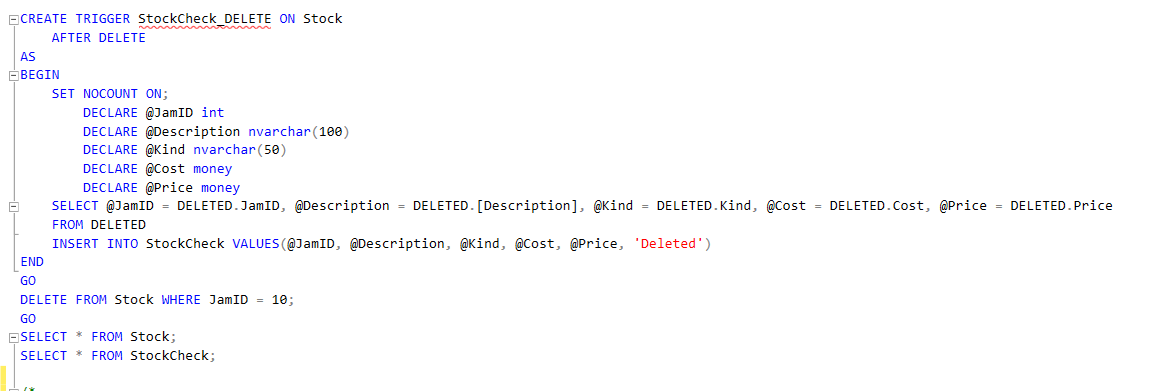 CREATE TRIGGER StockCheck_DELETE ON Stock
AFTER DELETE
AS
BEGIN
SET NOCOUNT ON;
DECLARE @JamID int
DECLARE @Description nvarchar(100)
DECLARE @Kind nvarchar(50)
DECLARE @Cost money
DECLARE @Price money
SELECT @JamID = DELETED.JamID, @Description = DELETED.[Description], @Kind = DELETED.Kind, @Cost = DELETED.Cost, @Price = DELETED.Price
FROM DELETED
INSERT INTO StockCheck VALUES(@JamID, @Description, @Kind, @Cost, @Price, 'Deleted')
END
GO
DELETE FROM Stock WHERE JamID = 10;
GO
SELECT * FROM Stock;
SELECT * FROM StockCheck;
/*